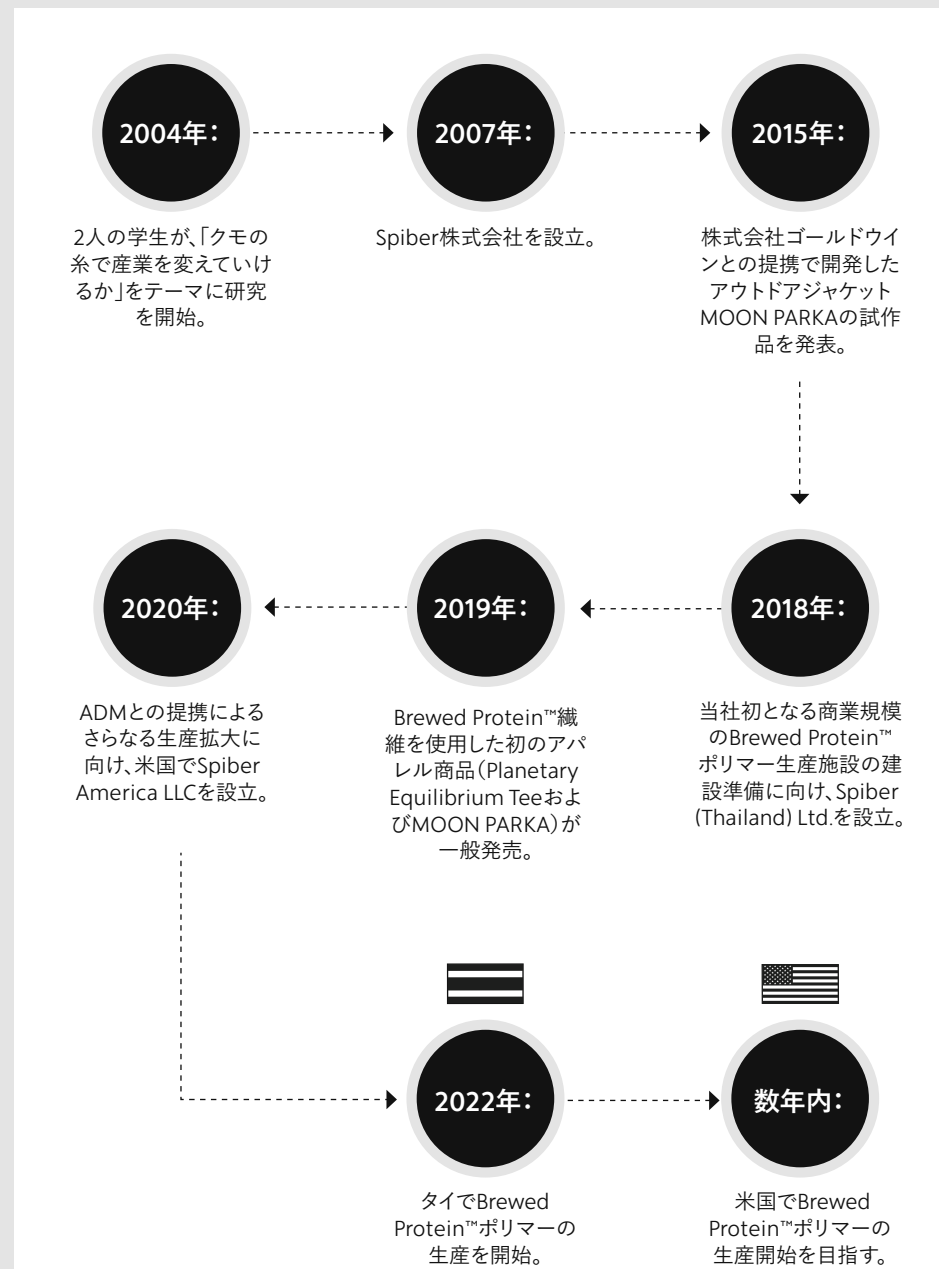 2004年：
2人の学生が、「クモの
糸で産業を変えていけ
るか」をテーマに研究
を開始。
2007年：
Spiber株式会社を設立。
2015年：
株式会社ゴールドウイ
ンとの提携で開発した
アウトドアジャケット
MOON PARKAの試作
品を発表。
2018年：
当社初となる商業規模
のBrewed Protein™
ポリマー生産施設の建
設準備に向け、Spiber
(Thailand) Ltd.を設立。
2019年：
Brewed Protein™繊
維を使用した初のアパ
レル商品（Planetary
Equilibrium Teeおよ
びMOON PARKA）が
一般発売。
2020年：
ADMとの提携による
さらなる生産拡大に
向け、米国でSpiber
America LLCを設立。
2022年：
タイでBrewed
Protein™ポリマーの
生産を開始。
数年内：
米国でBrewed
Protein™ポリマーの
生産開始を目指す。